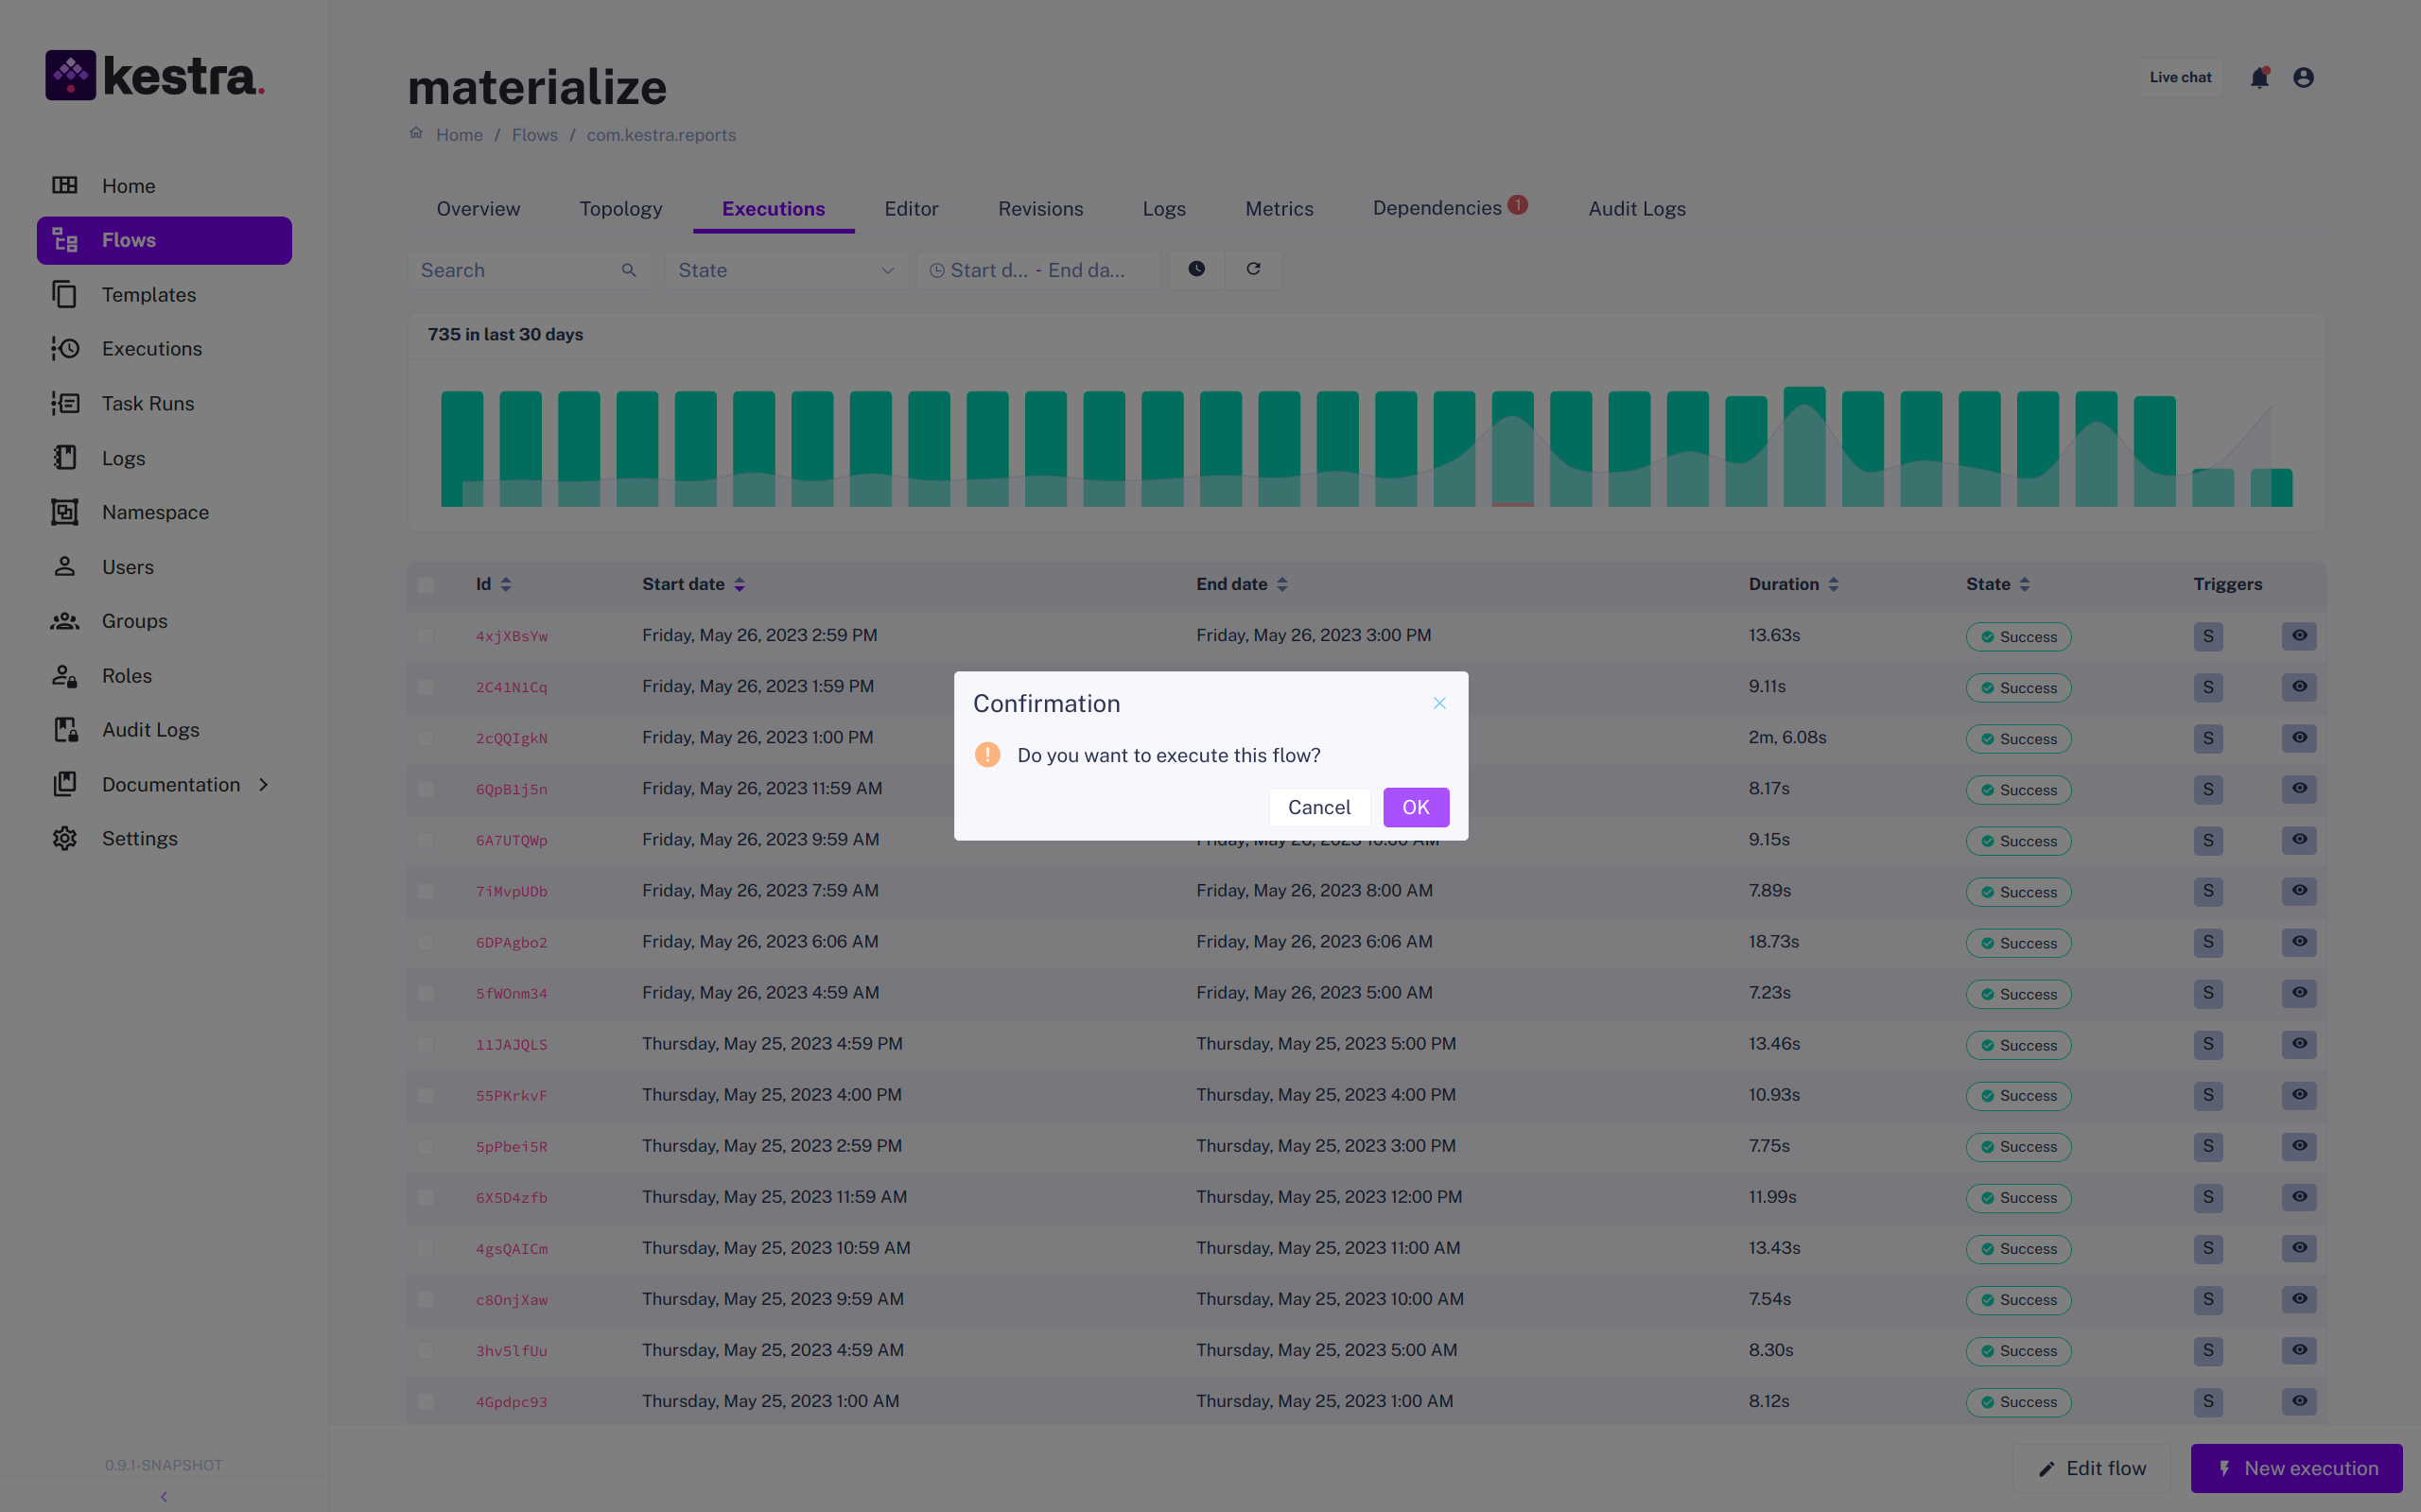 kestra.
Home
Flows
Templates
Executions
Task Runs
Logs
Namespace
Users
Groups
Roles
Audit Logs
Documentation
Settings
0.9.1-SNAPSHOT
materialize
Live chat
Home / Flows / com.kestra.reports
Overview Topology Executions Editor Revisions Logs Metrics Dependencies 1 Audit Logs
Search State Start d... - End da...
735 in last 30 days
Id Start date End date Duration State Triggers
4xjXBsYw Friday, May 26, 2023 2:59 PM Friday, May 26, 2023 3:00 PM 13.63s Success S
2C41N1Cq Friday, May 26, 2023 1:59 PM 9.11s Success S
2cQQIgkN Friday, May 26, 2023 1:00 PM 2m, 6.08s Success S
6QpB1j5n Friday, May 26, 2023 11:59 AM 8.17s Success S
6A7UTQWp Friday, May 26, 2023 9:59 AM Friday, May 26, 2023 10:00 AM 9.15s Success S
7iMvpUDb Friday, May 26, 2023 7:59 AM Friday, May 26, 2023 8:00 AM 7.89s Success S
6DPAgbo2 Friday, May 26, 2023 6:06 AM Friday, May 26, 2023 6:06 AM 18.73s Success S
5fWOnm34 Friday, May 26, 2023 4:59 AM Friday, May 26, 2023 5:00 AM 7.23s Success S
11JAJQLS Thursday, May 25, 2023 4:59 PM Thursday, May 25, 2023 5:00 PM 13.46s Success S
55PKrkvF Thursday, May 25, 2023 4:00 PM Thursday, May 25, 2023 4:00 PM 10.93s Success S
5pPbei5R Thursday, May 25, 2023 2:59 PM Thursday, May 25, 2023 3:00 PM 7.75s Success S
6X5D4zfb Thursday, May 25, 2023 11:59 AM Thursday, May 25, 2023 12:00 PM 11.99s Success S
4gsQAICm Thursday, May 25, 2023 10:59 AM Thursday, May 25, 2023 11:00 AM 13.43s Success S
c8OnjXaw Thursday, May 25, 2023 9:59 AM Thursday, May 25, 2023 10:00 AM 7.54s Success S
3hv5lfUu Thursday, May 25, 2023 4:59 AM Thursday, May 25, 2023 5:00 AM 8.30s Success S
4Gpdpc93 Thursday, May 25, 2023 1:00 AM Thursday, May 25, 2023 1:00 AM 8.12s Success S
Confirmation
Do you want to execute this flow?
Cancel OK
Edit flow New execution